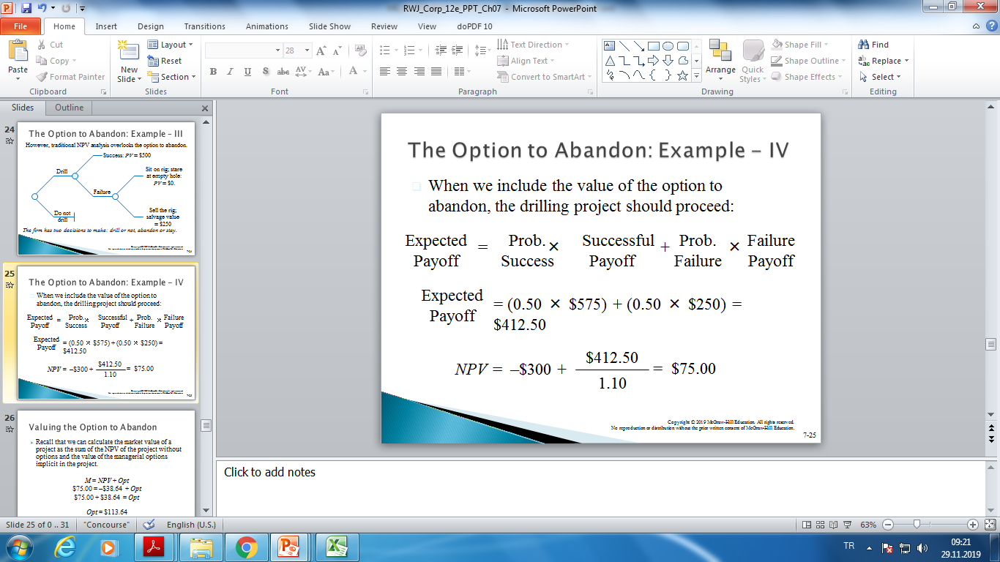 RWJ_Corp_12e_PPT_Ch07 - Microsoft PowerPoint
File Home Insert Design Transitions Animations Slide Show Review View doPDF 10
Paste
Cut
Copy
Format Painter
Clipboard
New
Slide
Layout
Reset
Section
Slides
28
B I U S abc AV Aa A
Font
Paragraph
Text Direction
Align Text
Convert to SmartArt
Arrange
Quick
Styles
Shape Fill
Shape Outline
Shape Effects
Drawing
Find
Replace
Select
Editing
Slides Outline
24
The Option to Abandon: Example – III
However, traditional NPV analysis overlooks the option to abandon.
Success: PV = $500
Drill
Sit on rig; stare
at empty hole:
PV = $0.
Failure
Do not
drill
Sell the rig;
salvage value
= $250
The firm has two decisions to make: drill or not, abandon or stay.
25
The Option to Abandon: Example – IV
When we include the value of the option to
abandon, the drilling project should proceed:
Expected = Prob. × Successful + Prob. × Failure
Payoff Success Payoff Failure Payoff
Expected
Payoff
= (0.50 × $575) + (0.50 × $250) =
$412.50
NPV = –$300 + $412.50 = $75.00
1.10
26
Valuing the Option to Abandon
Recall that we can calculate the market value of a
project as the sum of the NPV of the project without
options and the value of the managerial options
implicit in the project.
M = NPV + Opt
$75.00 = –$38.64 + Opt
$75.00 + $38.64 = Opt
Opt = $113.64
The Option to Abandon: Example – IV
When we include the value of the option to
abandon, the drilling project should proceed:
Expected = Prob. × Successful + Prob. × Failure
Payoff Success Payoff Failure Payoff
Expected
Payoff
= (0.50 × $575) + (0.50 × $250) =
$412.50
NPV = –$300 + $412.50 = $75.00
1.10
Copyright © 2019 McGraw-Hill Education. All rights reserved.
No reproduction or distribution without the prior written consent of McGraw-Hill Education.
7-25
Click to add notes
Slide 25 of 0 .. 31 "Concourse" English (U.S.) 63%
TR
09:21
29.11.2019